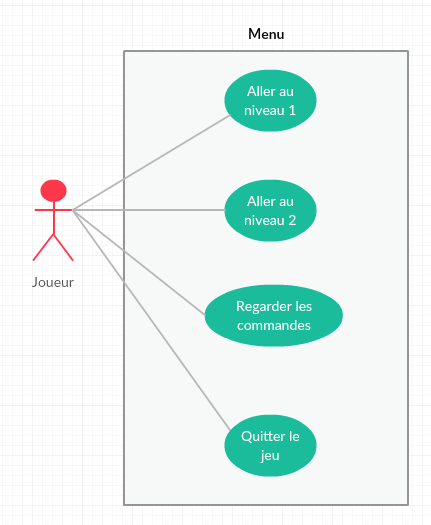 Menu
Aller au
niveau 1
Aller au
niveau 2
Joueur
Regarder les
commandes
Quitter le
jeu